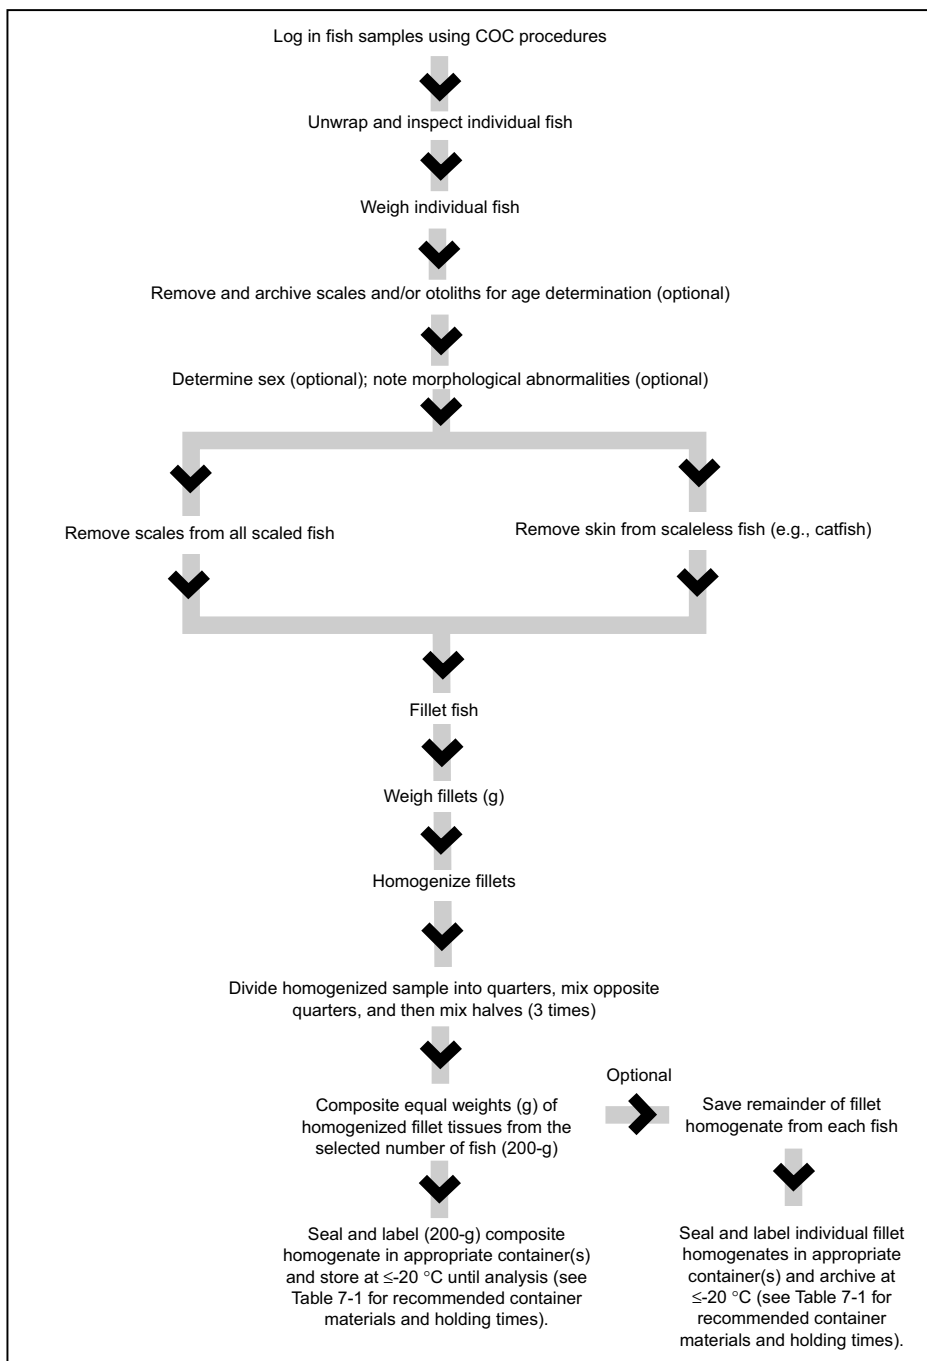 Log in fish samples using COC procedures
Unwrap and inspect individual fish
Weigh individual fish
Remove and archive scales and/or otoliths for age determination (optional)
Determine sex (optional); note morphological abnormalities (optional)
Remove scales from all scaled fish
Remove skin from scaleless fish (e.g., catfish)
Fillet fish
Weigh fillets (g)
Homogenize fillets
Divide homogenized sample into quarters, mix opposite
quarters, and then mix halves (3 times)
Composite equal weights (g) of
homogenized fillet tissues from the
selected number of fish (200-g)
Optional
Save remainder of fillet
homogenate from each fish
Seal and label (200-g) composite
homogenate in appropriate container(s)
and store at ≤-20 °C until analysis (see
Table 7-1 for recommended container
materials and holding times).
Seal and label individual fillet
homogenates in appropriate
container(s) and archive at
≤-20 °C (see Table 7-1 for
recommended container
materials and holding times).